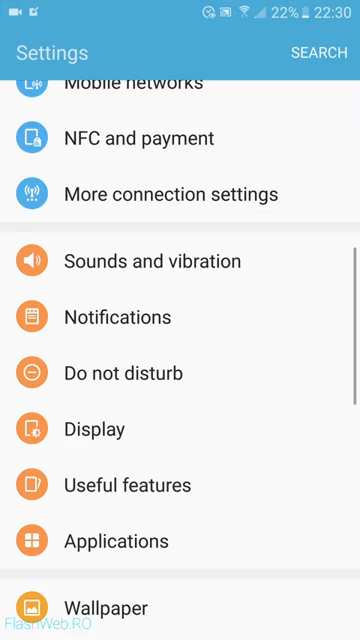 22% 22:30
Settings
SEARCH
Mobile networks
NFC and payment
More connection settings
Sounds and vibration
Notifications
Do not disturb
Display
Useful features
Applications
Wallpaper
FlashWeb.RO